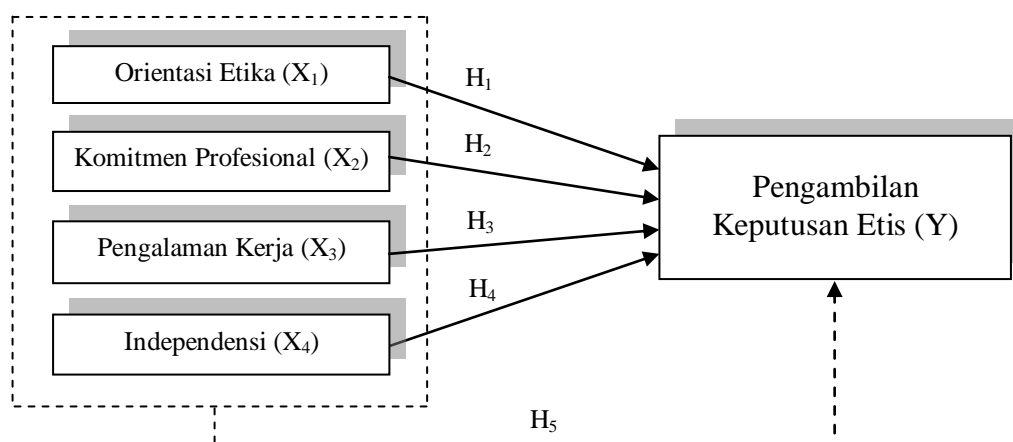 Orientasi Etika (X₁)
H₁
Komitmen Profesional (X₂)
H₂
Pengambilan
Keputusan Etis (Y)
Pengalaman Kerja (X₃)
H₃
H₄
Independensi (X₄)
H₅